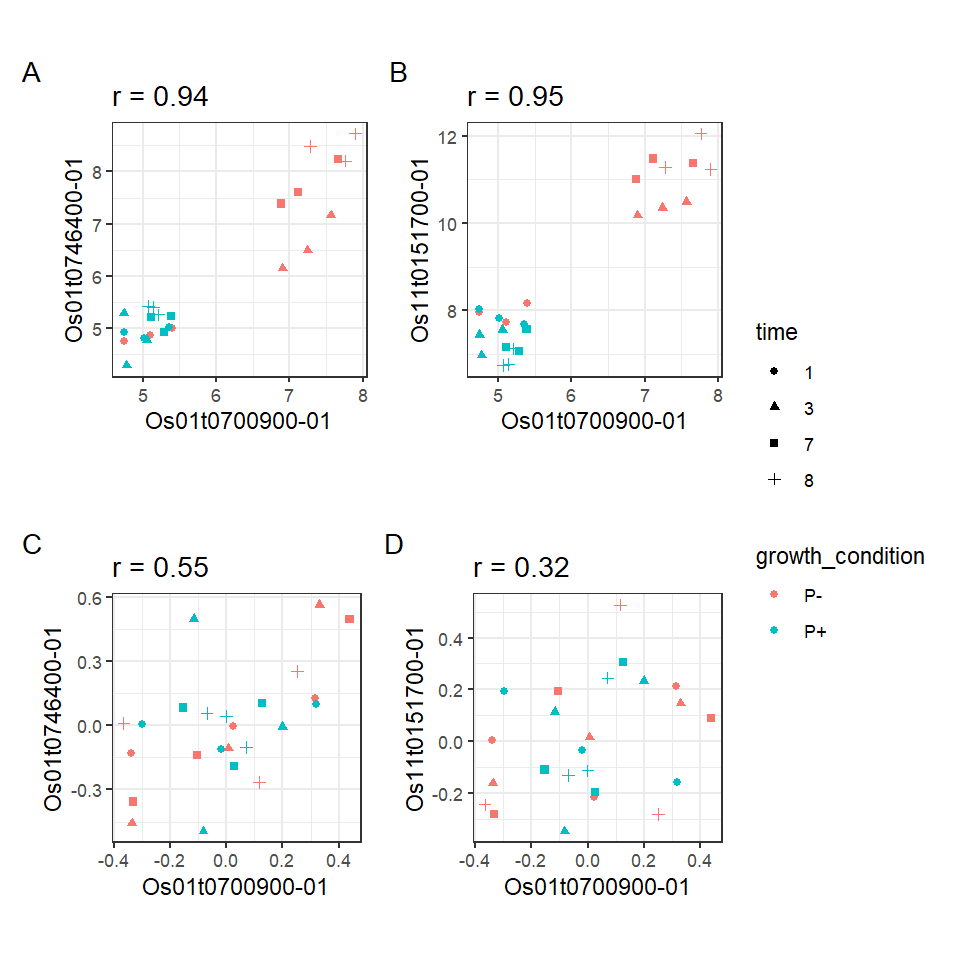 A
r = 0.94
Os01t0746400-01
8
7
6
5
5
6
7
8
Os01t0700900-01
B
r = 0.95
Os11t0151700-01
12
10
8
5
6
7
8
Os01t0700900-01
time
1
3
7
8
growth_condition
P-
P+
C
r = 0.55
Os01t0746400-01
0.6
0.3
0.0
-0.3
-0.4
-0.2
0.0
0.2
0.4
Os01t0700900-01
D
r = 0.32
Os11t0151700-01
0.4
0.2
0.0
-0.2
-0.4
-0.2
0.0
0.2
0.4
Os01t0700900-01